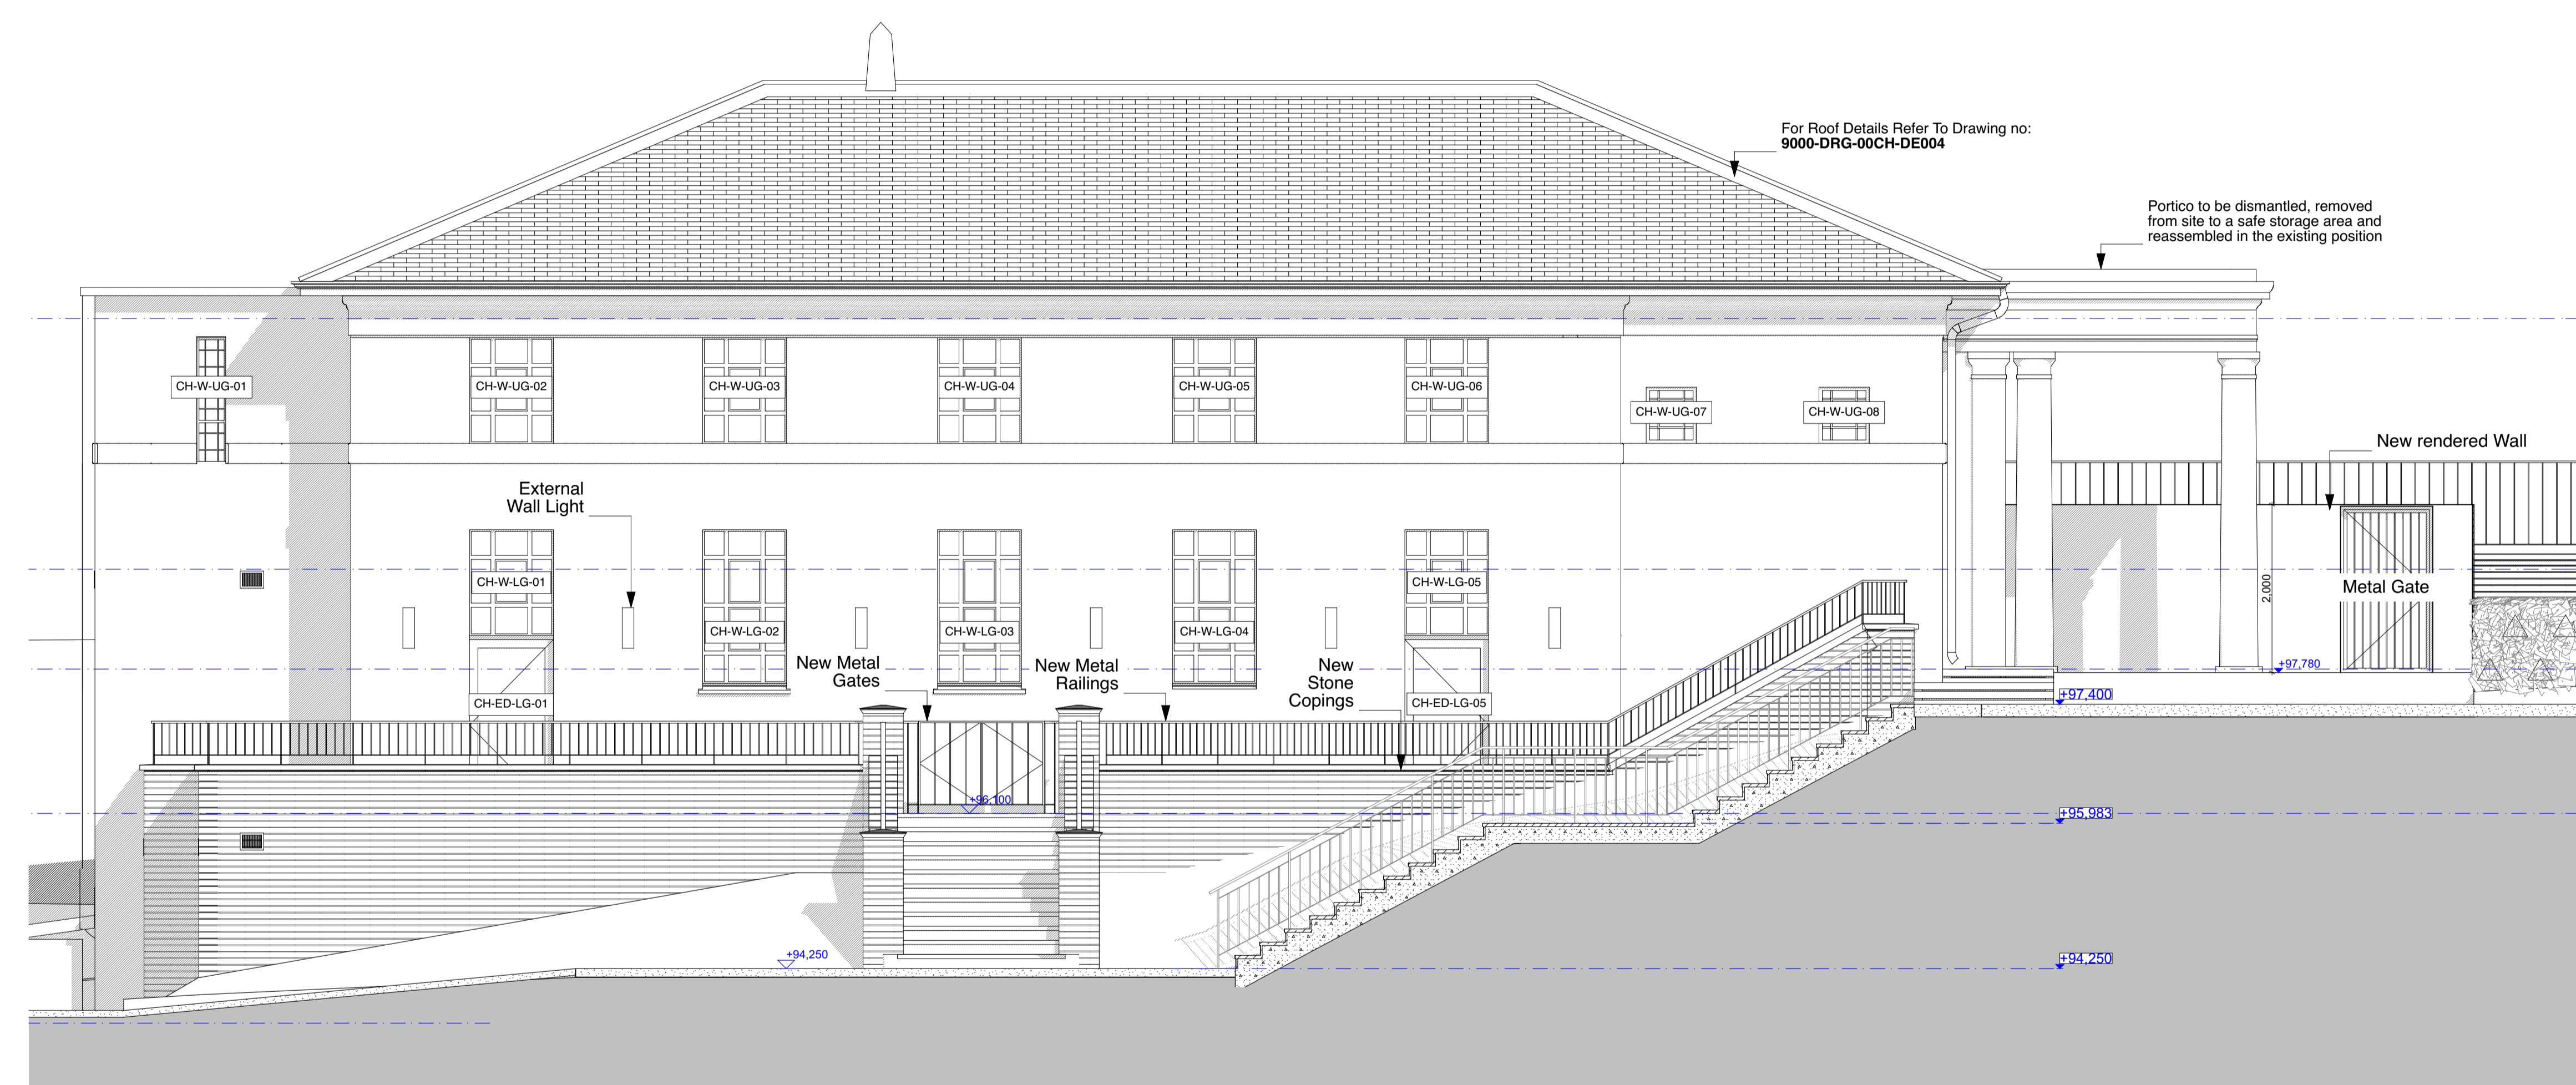 For Roof Details Refer To Drawing no:
9000-DRG-00CH-DE004
Portico to be dismantled, removed
from site to a safe storage area and
reassembled in the existing position
CH-W-UG-01
CH-W-UG-02
CH-W-UG-03
CH-W-UG-04
CH-W-UG-05
CH-W-UG-06
CH-W-UG-07
CH-W-UG-08
New rendered Wall
External
Wall Light
CH-W-LG-01
CH-W-LG-02
CH-W-LG-03
CH-W-LG-04
CH-W-LG-05
2,000
Metal Gate
New Metal
Gates
New Metal
Railings
New
Stone
Copings
CH-ED-LG-01
CH-ED-LG-05
+97,780
+97,400
+96,100
+95,983
+94,250
+94,250